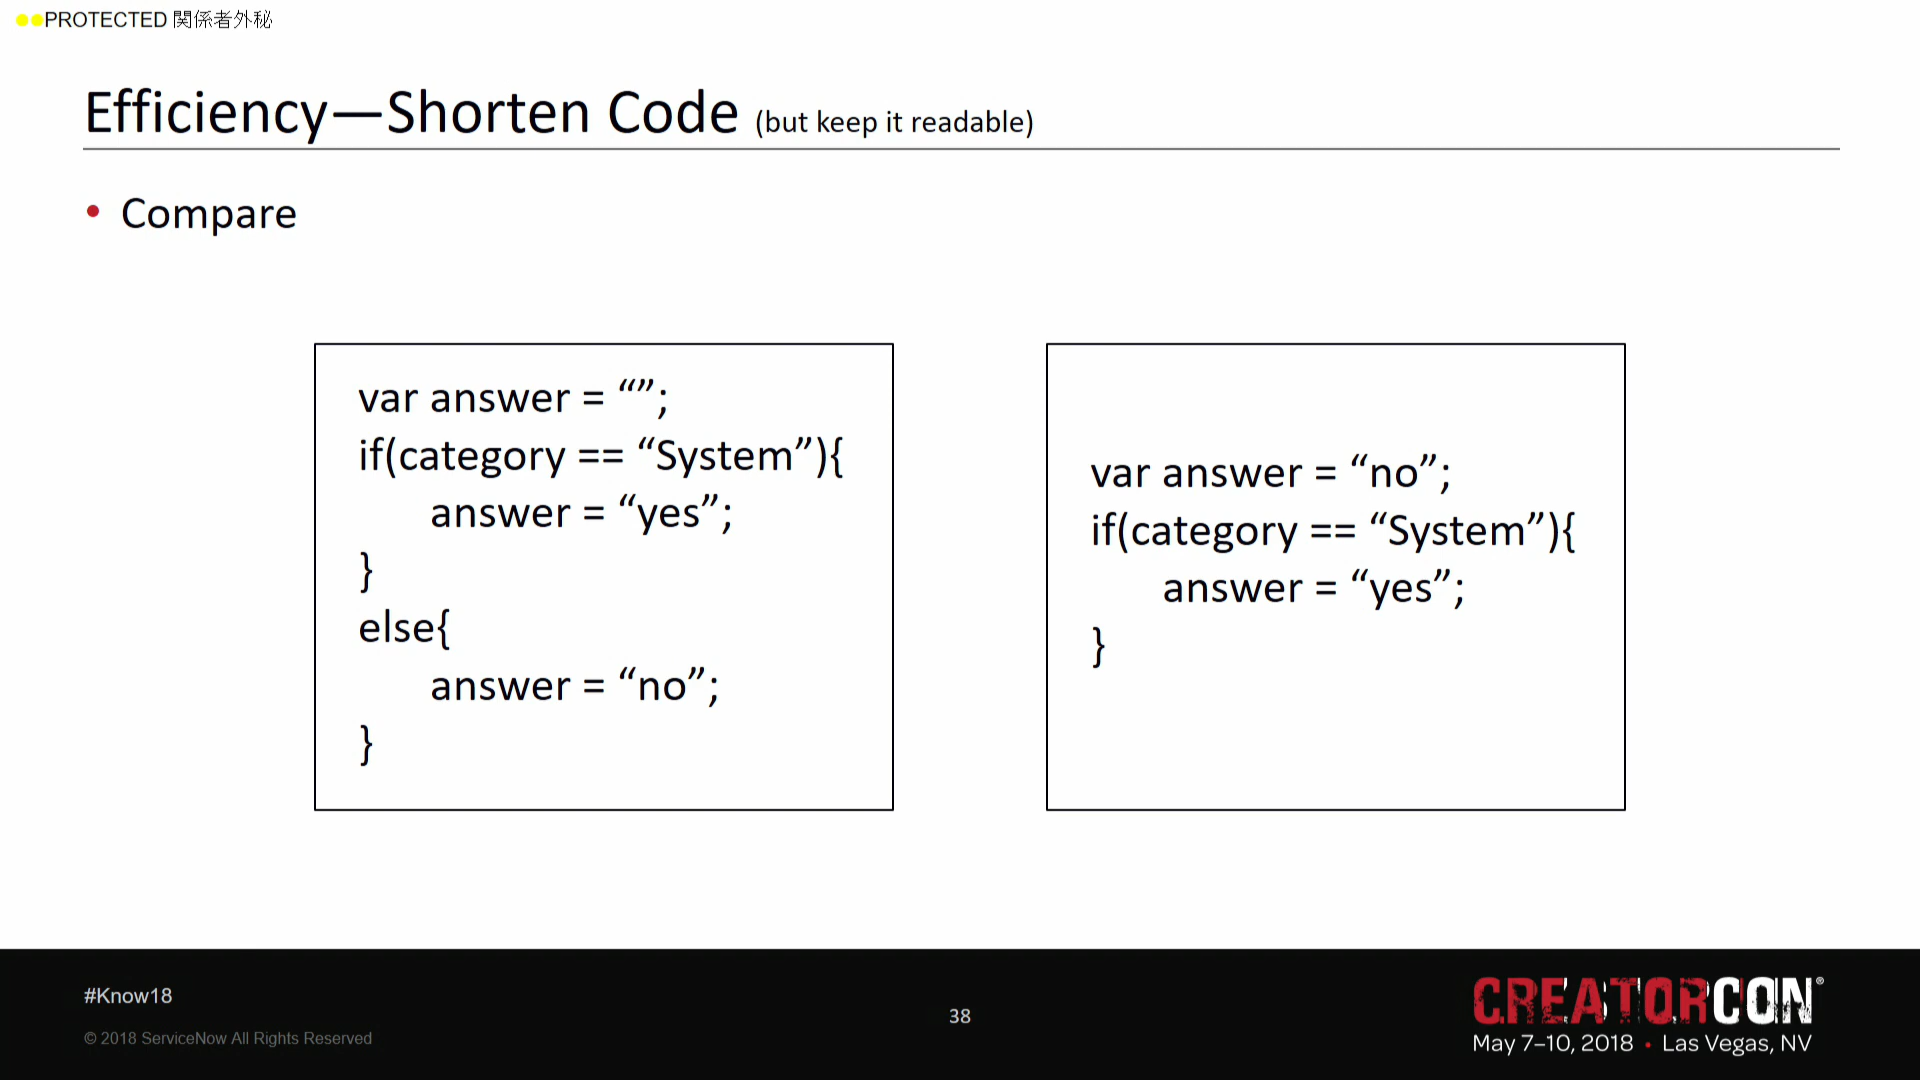 PROTECTED 関係者外秘
Efficiency—Shorten Code (but keep it readable)
• Compare
var answer = “”;
if(category == “System”){
answer = “yes”;
}
else{
answer = “no”;
}
var answer = “no”;
if(category == “System”){
answer = “yes”;
}
#Know18
© 2018 ServiceNow All Rights Reserved
38
CREATORCON®
May 7–10, 2018 • Las Vegas, NV